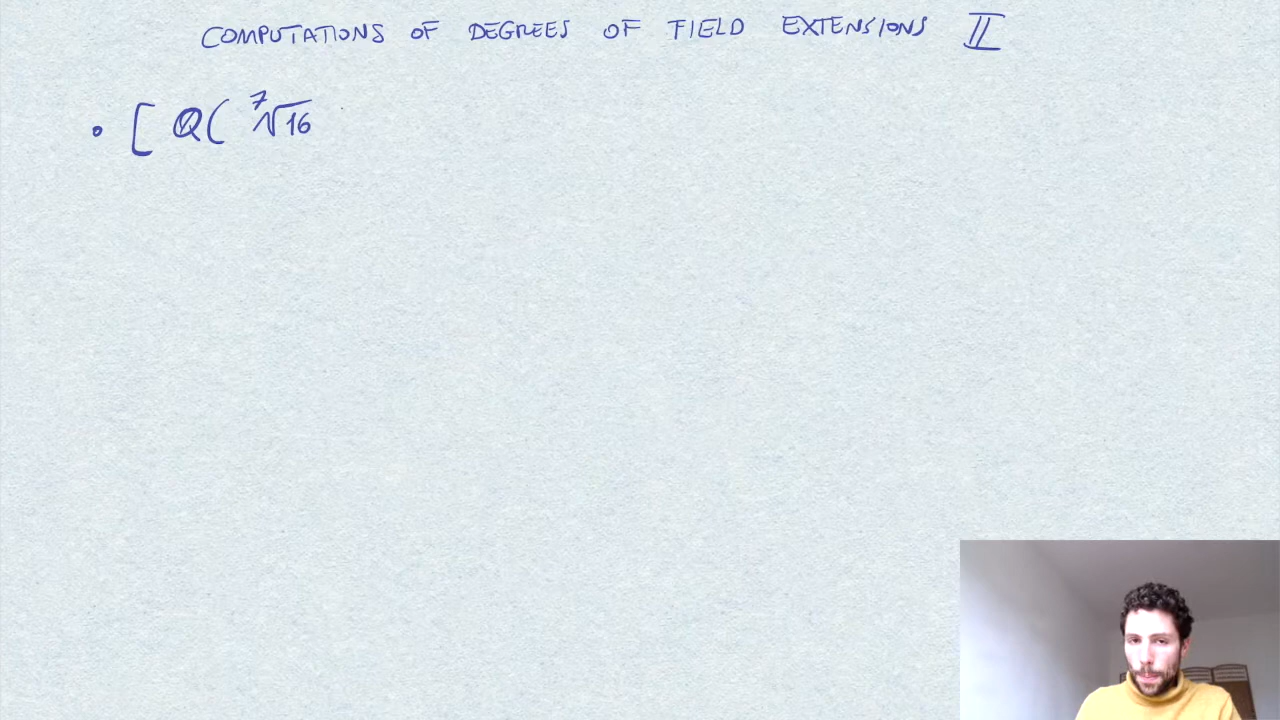 COMPUTATIONS OF DEGREES OF FIELD EXTENSIONS II
• [ Q( ⁷√16